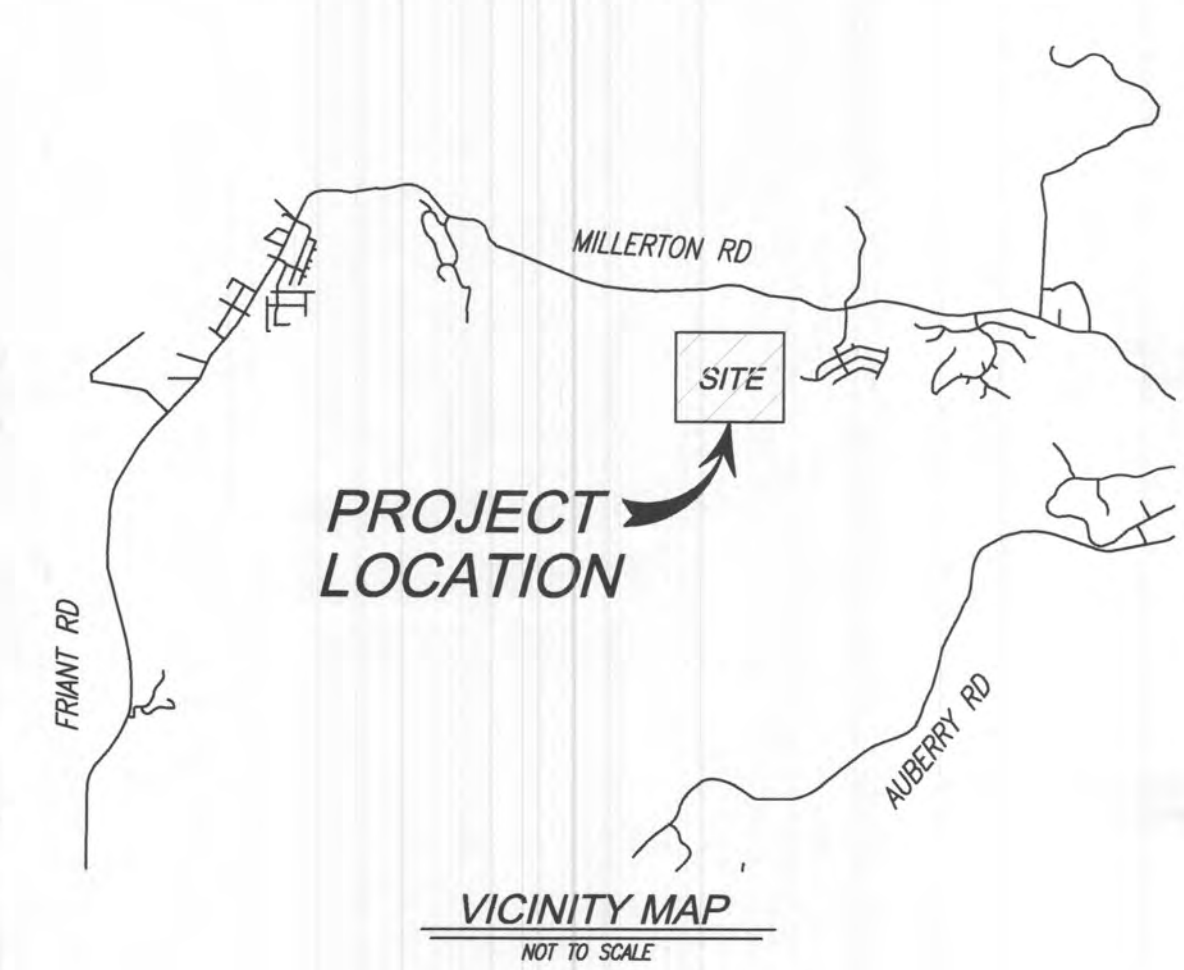 MILLERTON RD
SITE
PROJECT
LOCATION
FRIANT RD
AUBERRY RD
VICINITY MAP
NOT TO SCALE